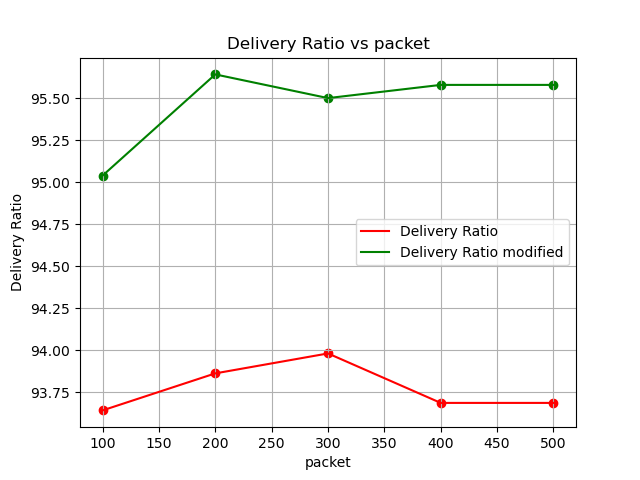 Delivery Ratio vs packet
Delivery Ratio
95.50
95.25
95.00
94.75
94.50
94.25
94.00
93.75
Delivery Ratio
Delivery Ratio modified
100 150 200 250 300 350 400 450 500
packet